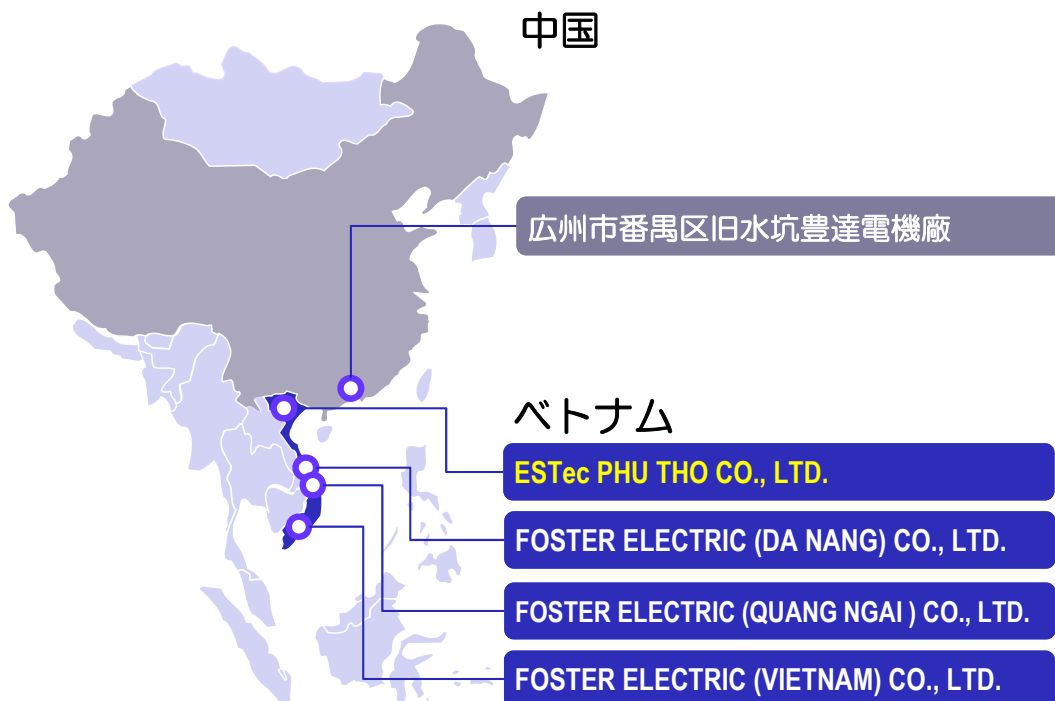 中国
広州市番禺区旧水坑豊達電機廠
ベトナム
ESTec PHU THO CO., LTD.
FOSTER ELECTRIC (DA NANG) CO., LTD.
FOSTER ELECTRIC (QUANG NGAI ) CO., LTD.
FOSTER ELECTRIC (VIETNAM) CO., LTD.